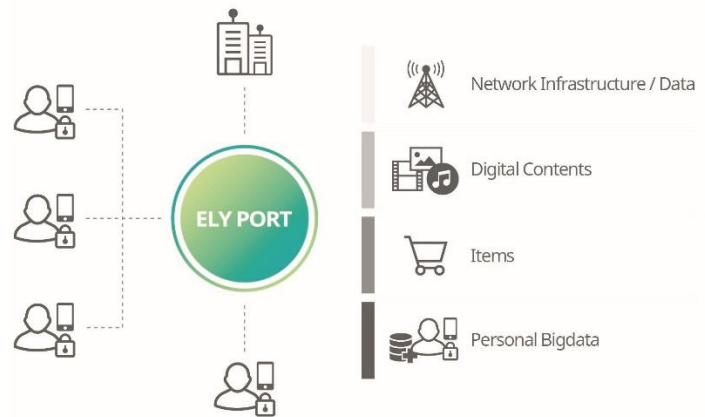 ELY PORT
Network Infrastructure / Data
Digital Contents
Items
Personal Bigdata